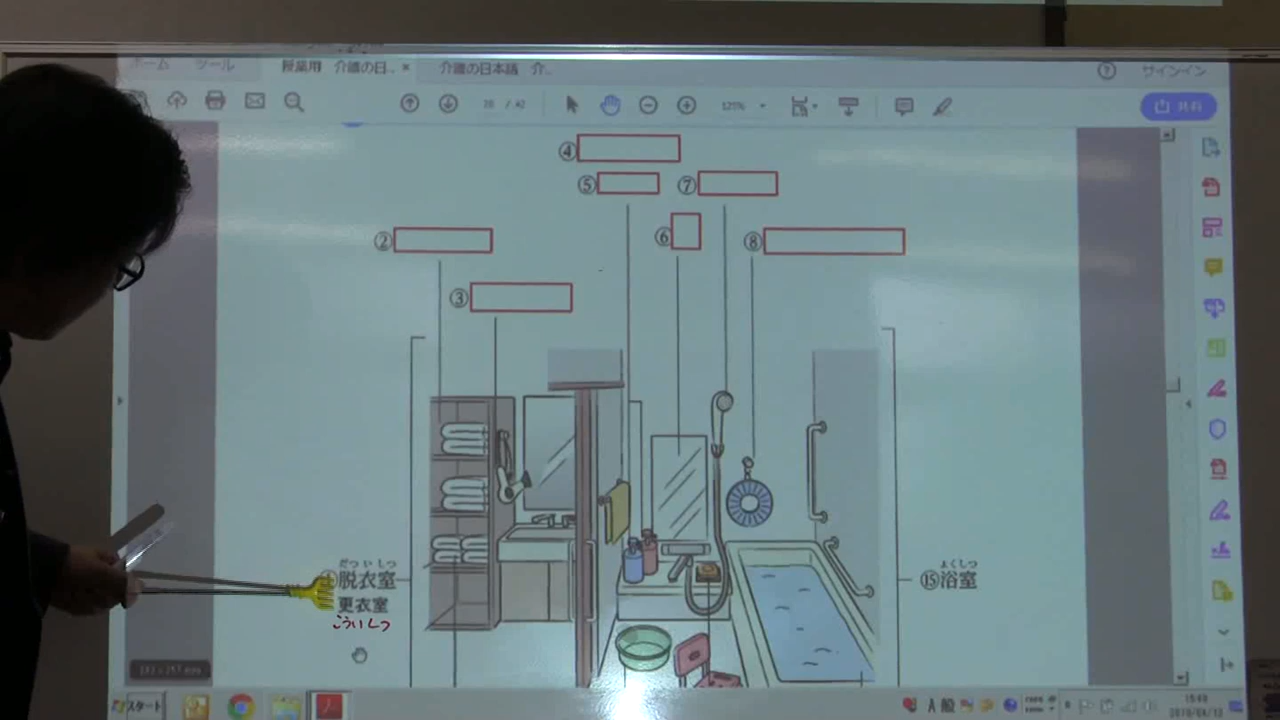 ホーム ツール 授業用 介護の日.. × 介護の日本語 介.. サインイン
/ 42 125% 共有
④
⑤ ⑦
② ⑥ ⑧
③
だつ い しつ
脱衣室
更衣室
こういしつ
よくしつ
⑮浴室
スタート
A 般